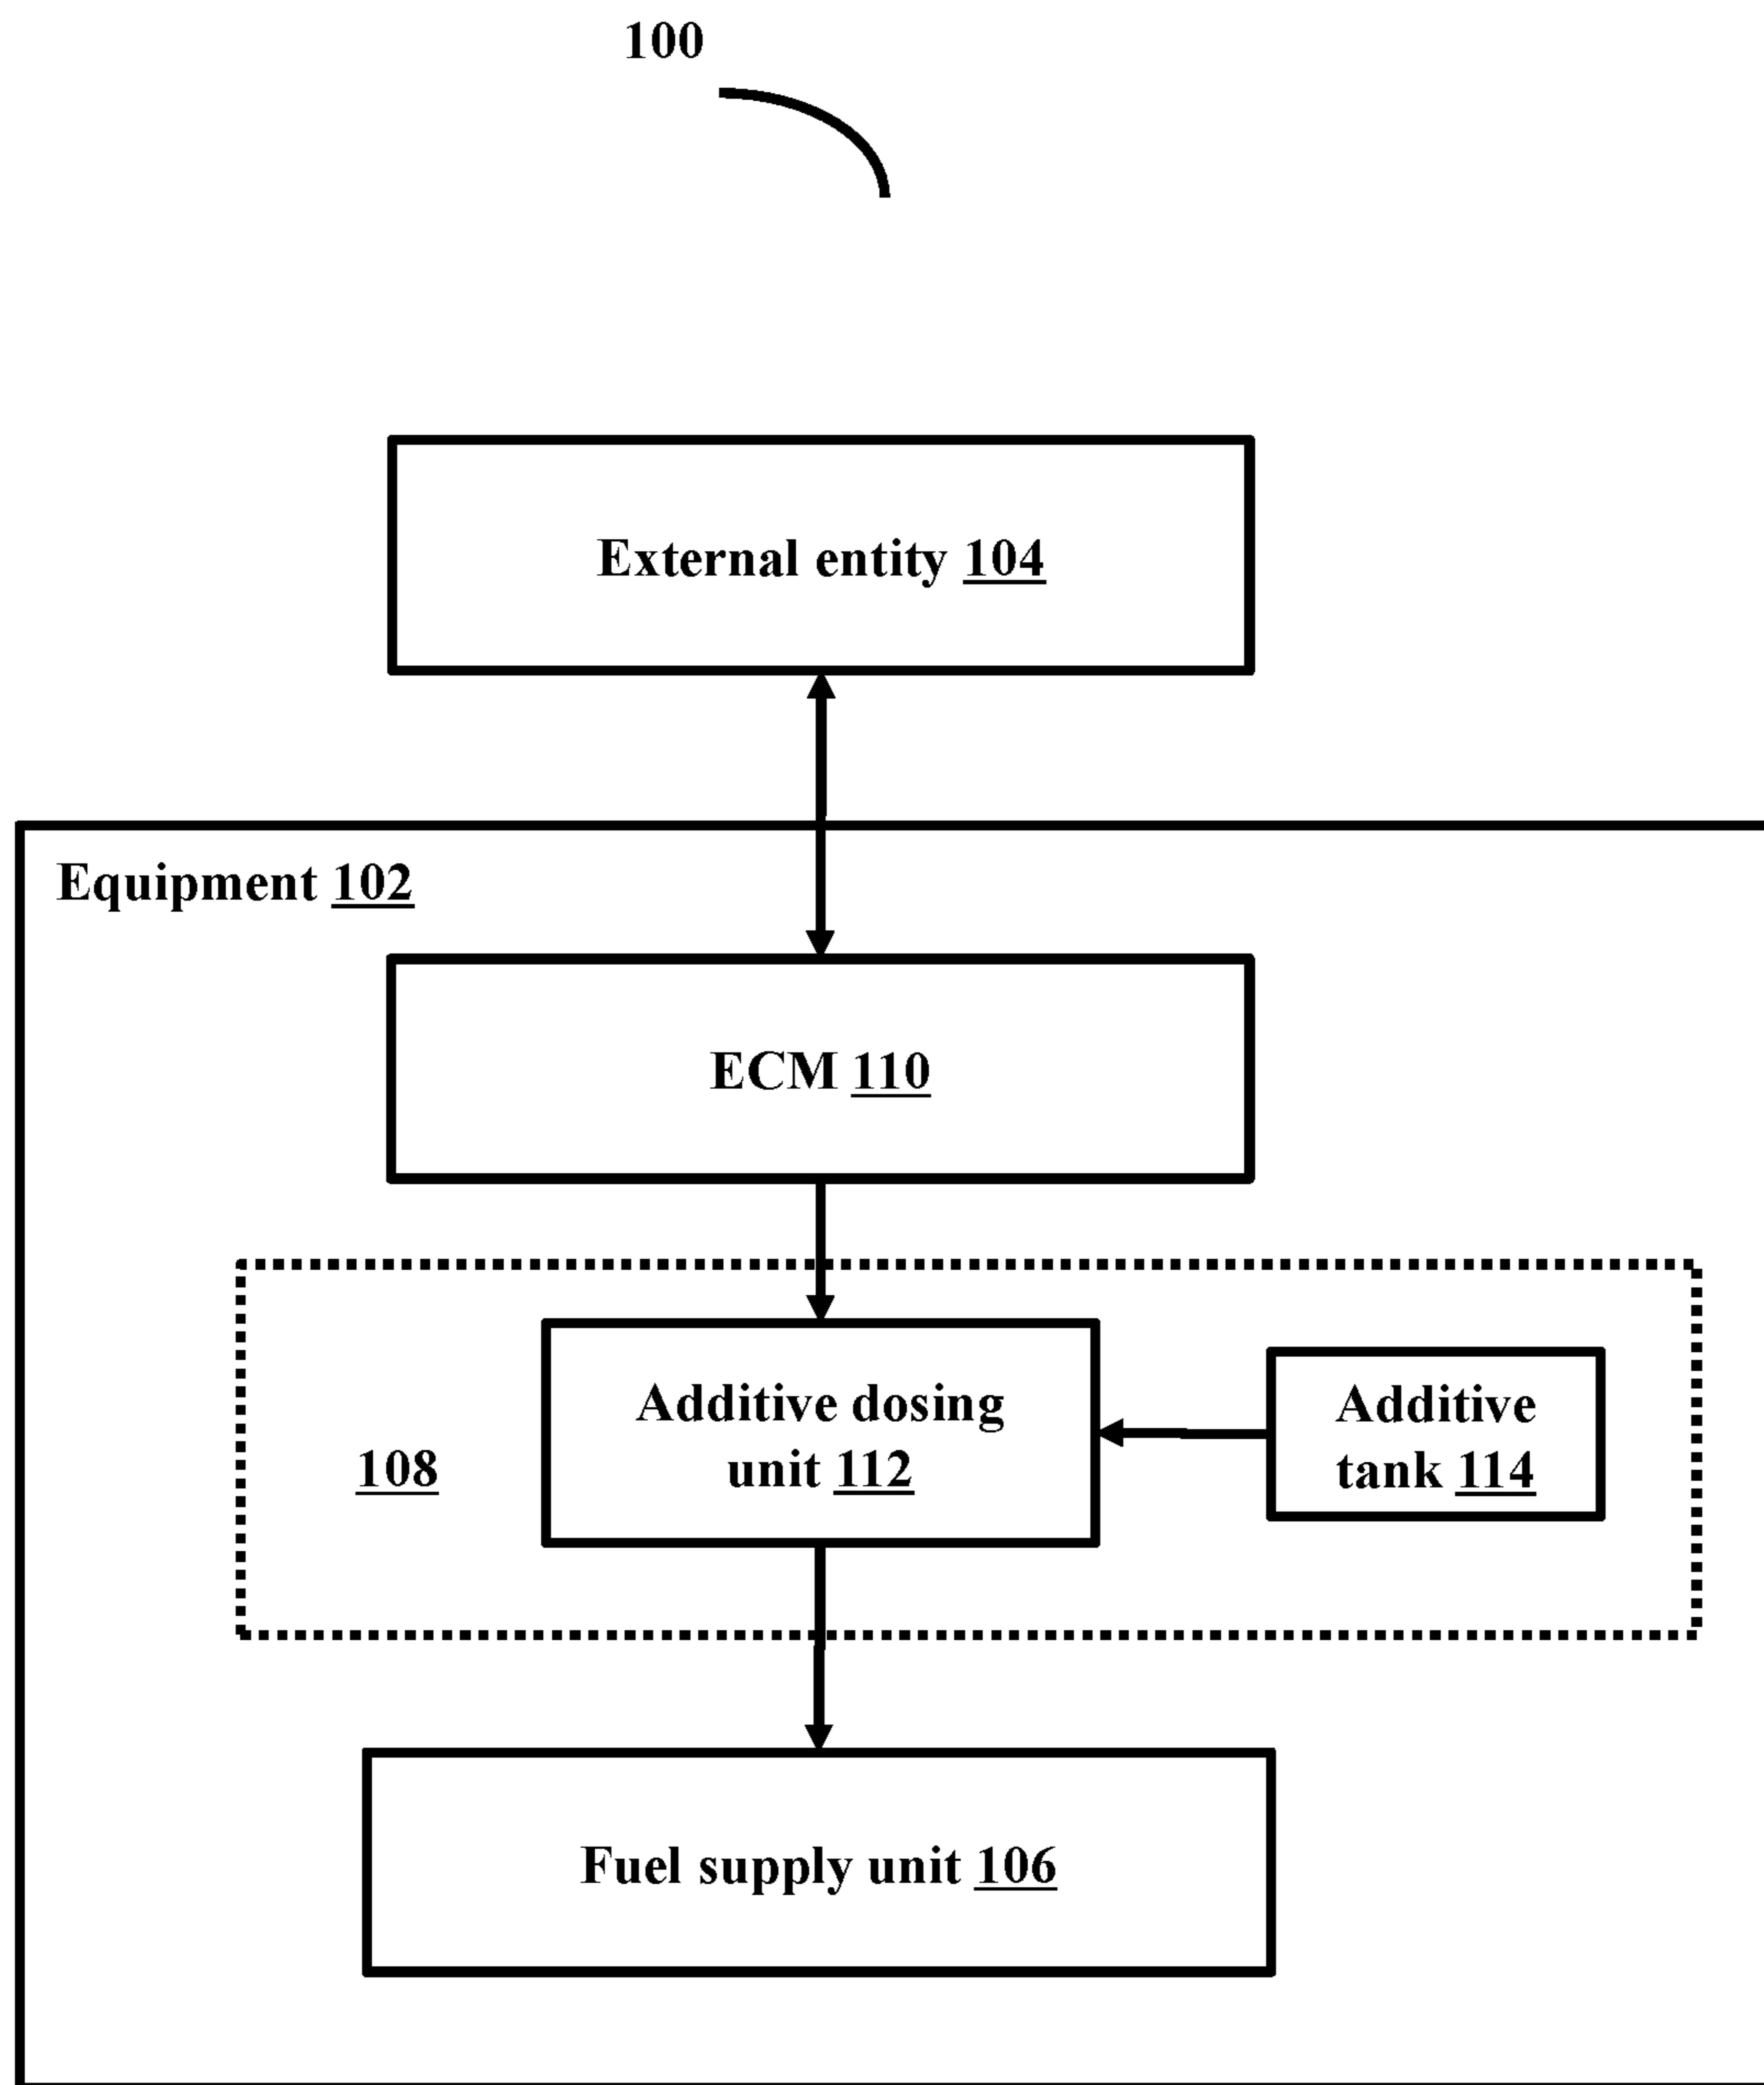 100
External entity 104
Equipment 102
ECM 110
Additive dosing
unit 112
108
Additive
tank 114
Fuel supply unit 106